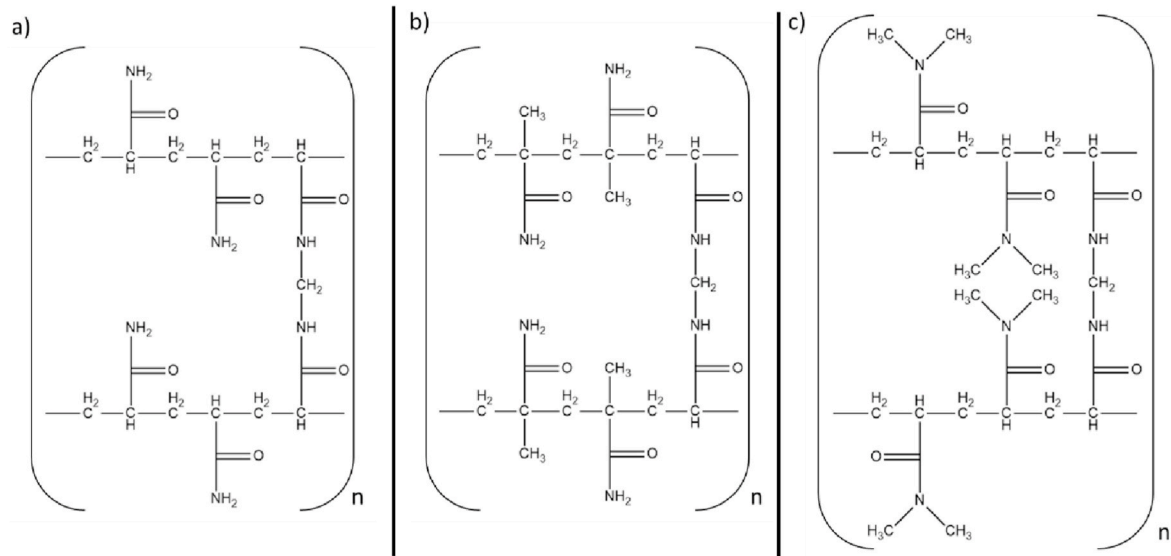 a)
NH₂
O
H₂ H₂ H H₂ H
C C C C C C
H
O O
NH₂ NH
CH₂
NH₂ NH
O O
H₂ H₂ H H₂ H
C C C C C C
H
O
NH₂
n
b)
NH₂
CH₃ O
H₂ H₂ H₂ H
C C C C C C
O CH₃ O
NH₂ NH
CH₂
NH₂ NH
O CH₃ O
H₂ H₂ H₂
C C C C C C
H
CH₃ O
NH₂
n
c)
H₃C CH₃
N
O
H₂ H₂ H H₂ H
C C C C C C
H
O O
N NH
H₃C CH₃
CH₂
H₃C CH₃
N NH
O O
H₂ H H₂ H₂
C C C C C C
H H
O
N
H₃C CH₃
n